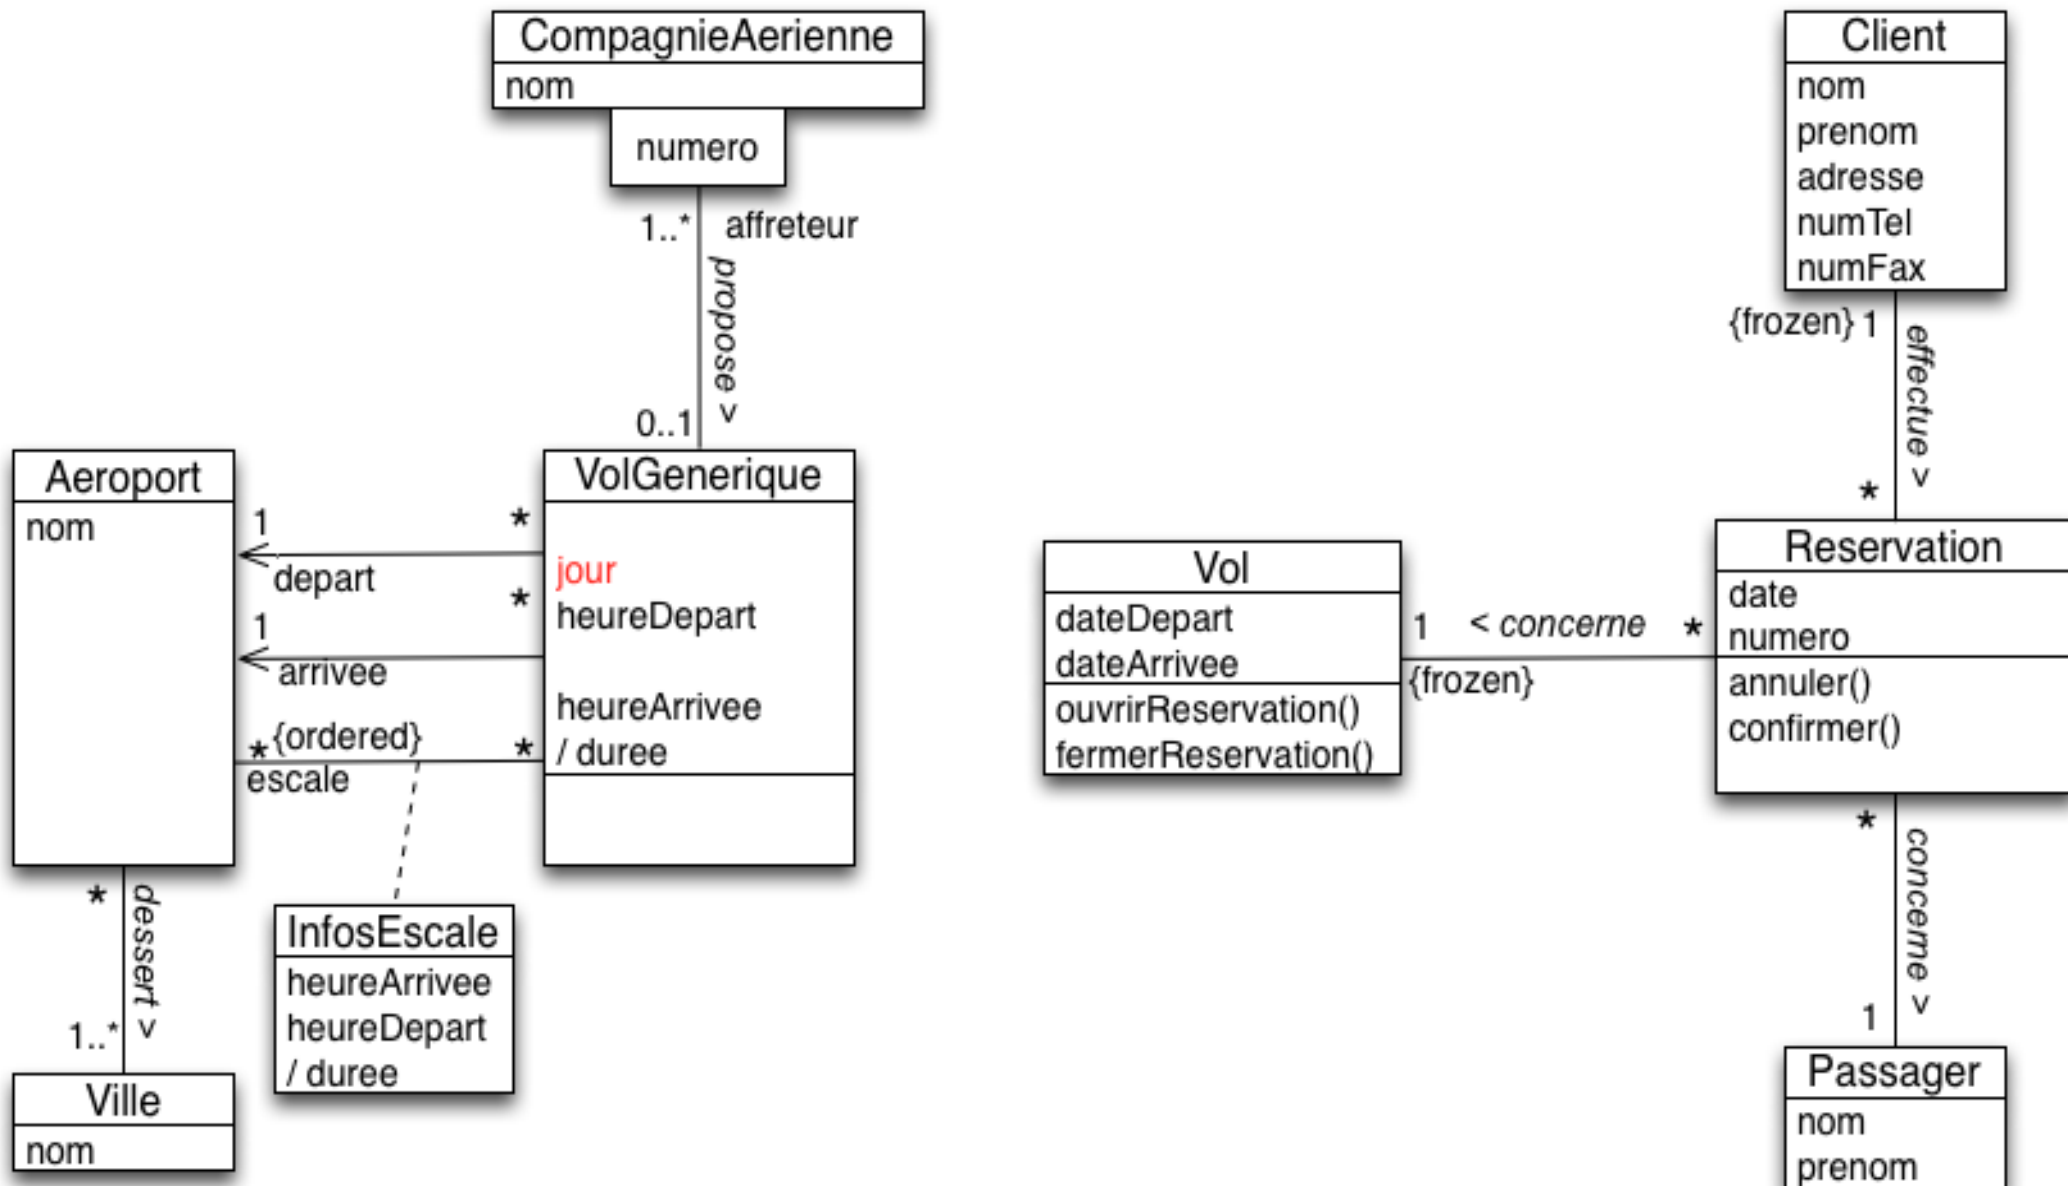 CompagnieAerienne
nom
numero
1..* affreteur
propose >
0..1
Client
nom
prenom
adresse
numTel
numFax
{frozen} 1
effectue >
*
Aeroport
nom
1
*
depart
*
1
arrivee
* {ordered}
*
escale
VolGenerique
jour
heureDepart
heureArrivee
/ duree
Vol
dateDepart
dateArrivee
ouvrirReservation()
fermerReservation()
1 < concerne *
{frozen}
Reservation
date
numero
annuler()
confirmer()
*
dessert >
1..*
InfosEscale
heureArrivee
heureDepart
/ duree
Ville
nom
*
concerne >
1
Passager
nom
prenom